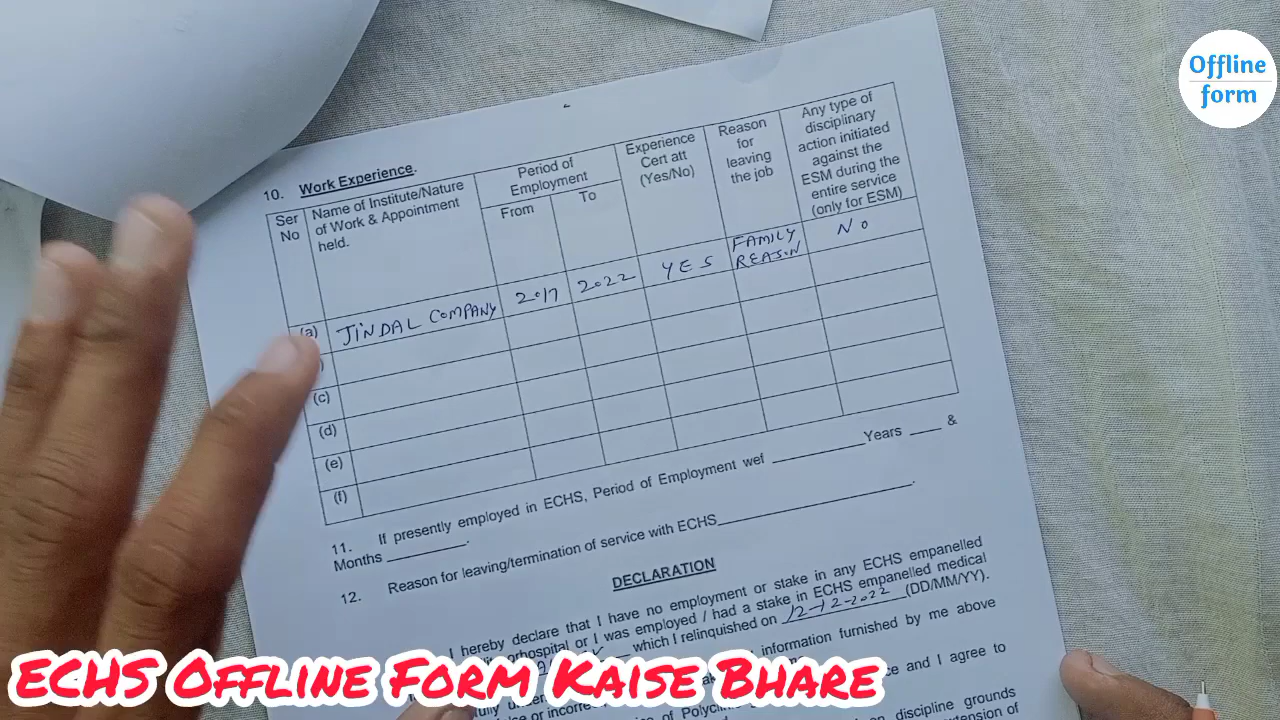 Offline
form
10. Work Experience.
Ser No
Name of Institute/Nature of Work & Appointment held.
Period of Employment
From
To
Experience Cert att (Yes/No)
Reason for leaving the job
Any type of disciplinary action initiated against the ESM during the entire service (only for ESM)
(a) JINDAL COMPANY 2017 2022 YES FAMILY REASON NO
(c)
(d)
(e)
(f)
11. If presently employed in ECHS, Period of Employment wef ________ Years ____ &
Months ________.
12. Reason for leaving/termination of service with ECHS________.
DECLARATION
I hereby declare that I have no employment or stake in any ECHS empanelled
hospital or I was employed / had a stake in ECHS empanelled medical
which I relinquished on 12-12-2022 (DD/MM/YY).
information furnished by me above
and I agree to
of
discipline grounds
ECHS Offline Form Kaise Bhare